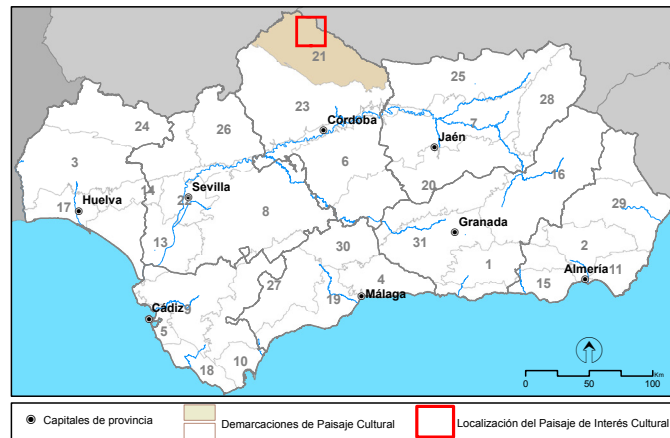 21
25
28
23
7
Córdoba
24
26
Jaén
3
6
20
16
14
Sevilla
22
Huelva
17
8
29
Granada
31
30
2
13
1
Almería
11
27
4
15
19
Málaga
9
Cádiz
5
10
18
0 50 100
Km
Capitales de provincia
Demarcaciones de Paisaje Cultural
Localización del Paisaje de Interés Cultural